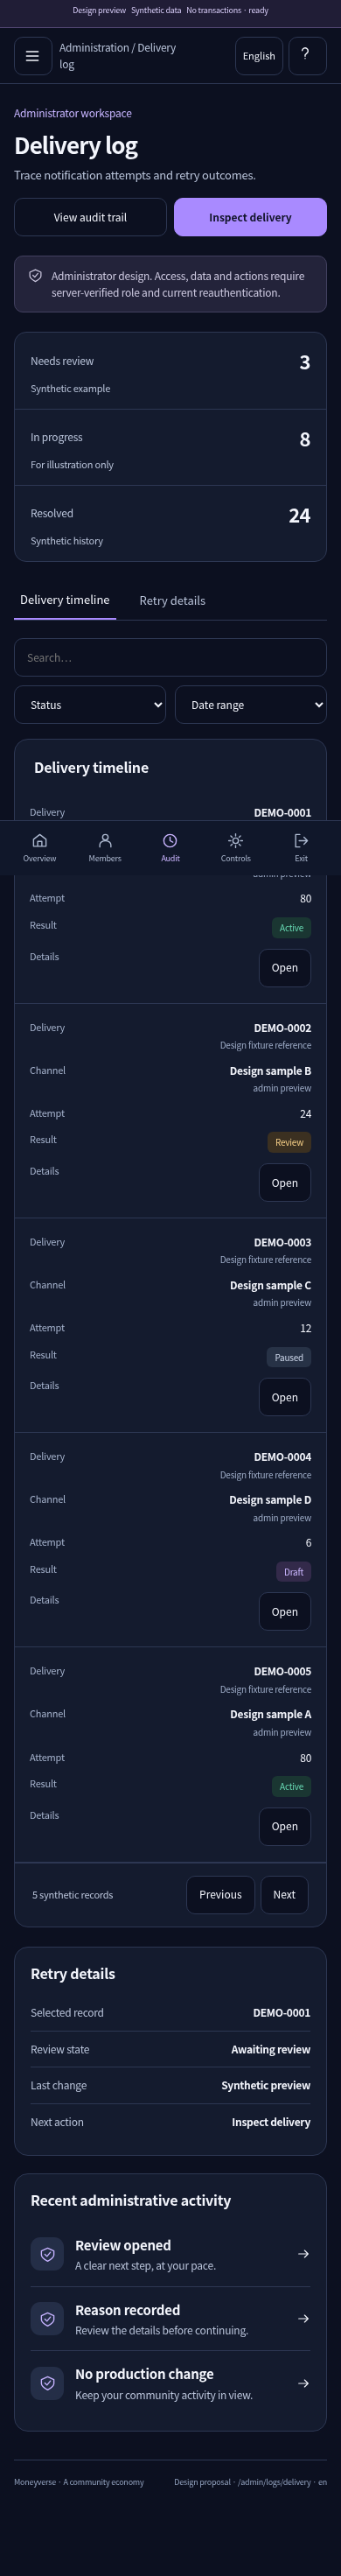 Design preview Synthetic data No transactions · ready
Administration / Delivery
log
English
?
Administrator workspace
Delivery log
Trace notification attempts and retry outcomes.
View audit trail
Inspect delivery
Administrator design. Access, data and actions require
server-verified role and current reauthentication.
Needs review
3
Synthetic example
In progress
8
For illustration only
Resolved
24
Synthetic history
Delivery timeline
Retry details
Search...
Status
Date range
Delivery timeline
Delivery
DEMO-0001
Overview
Members
Audit
Controls
Exit
admin preview
Attempt
80
Result
Active
Details
Open
Delivery
DEMO-0002
Design fixture reference
Channel
Design sample B
admin preview
Attempt
24
Result
Review
Details
Open
Delivery
DEMO-0003
Design fixture reference
Channel
Design sample C
admin preview
Attempt
12
Result
Paused
Details
Open
Delivery
DEMO-0004
Design fixture reference
Channel
Design sample D
admin preview
Attempt
6
Result
Draft
Details
Open
Delivery
DEMO-0005
Design fixture reference
Channel
Design sample A
admin preview
Attempt
80
Result
Active
Details
Open
5 synthetic records
Previous
Next
Retry details
Selected record
DEMO-0001
Review state
Awaiting review
Last change
Synthetic preview
Next action
Inspect delivery
Recent administrative activity
Review opened
A clear next step, at your pace.
Reason recorded
Review the details before continuing.
No production change
Keep your community activity in view.
Moneyverse · A community economy
Design proposal · /admin/logs/delivery · en